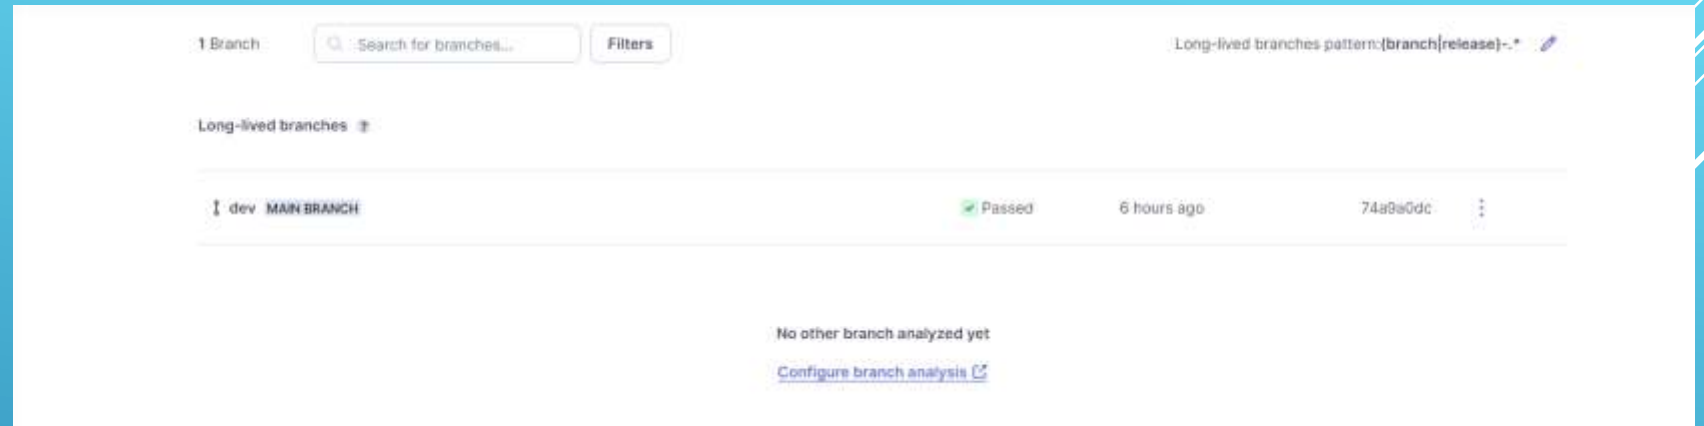 1 Branch Search for branches... Filters Long-lived branches pattern:(branch|release)-.*
Long-lived branches ?
dev MAIN BRANCH Passed 6 hours ago 74a9a0dc
No other branch analyzed yet
Configure branch analysis